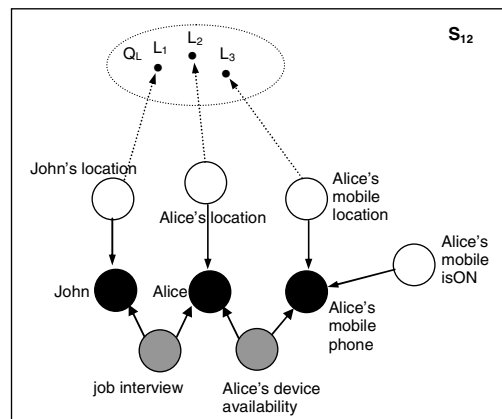 S12
QL L1 L2 L3
John's location
Alice's location
Alice's
mobile
location
Alice's
mobile
isON
John
Alice
Alice's
mobile
phone
job interview
Alice's device
availability